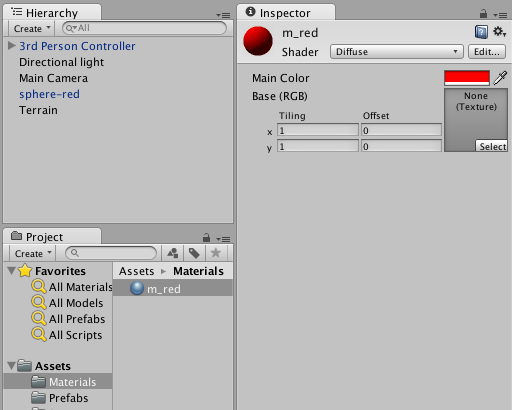 Hierarchy
Create
All
3rd Person Controller
Directional light
Main Camera
sphere-red
Terrain
Project
Create
Favorites
All Materials
All Models
All Prefabs
All Scripts
Assets
Materials
Prefabs
Assets Materials
m_red
Inspector
m_red
Shader Diffuse Edit...
Main Color
Base (RGB)
None
(Texture)
Tiling Offset
x 1 0
y 1 0
Select